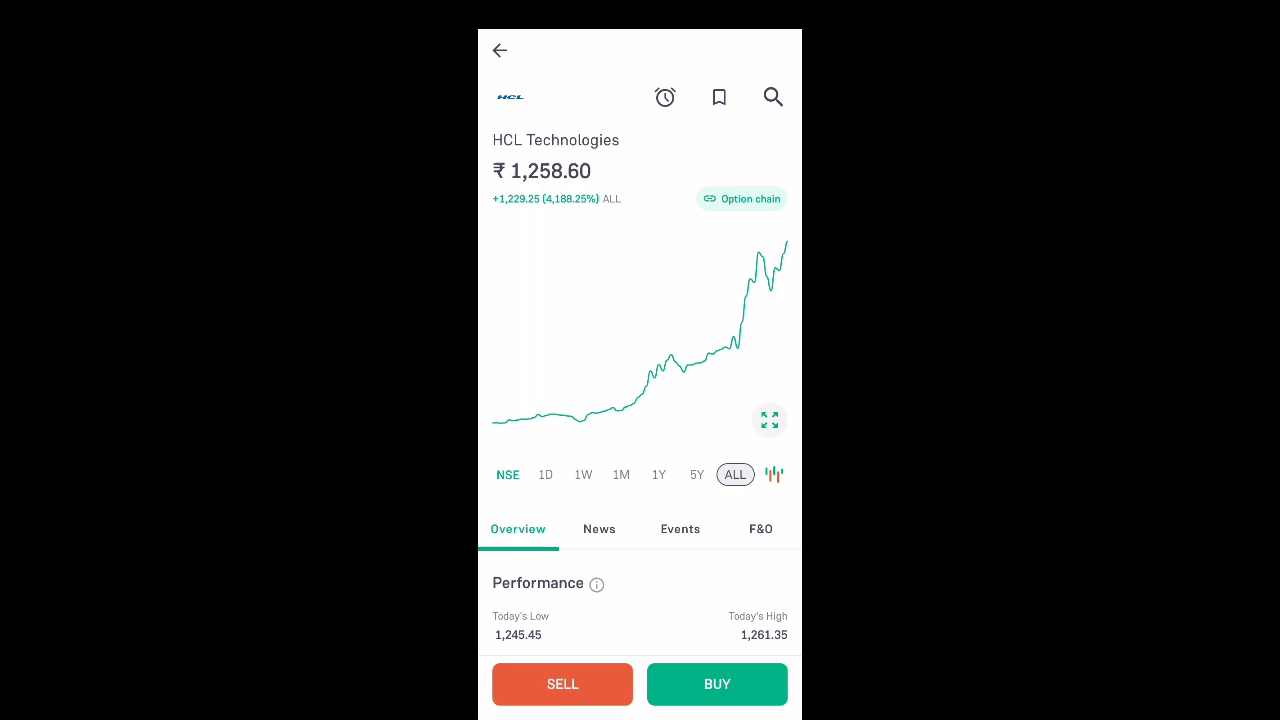 HCL
HCL Technologies
₹ 1,258.60
+1,229.25 (4,188.25%) ALL
Option chain
NSE 1D 1W 1M 1Y 5Y ALL
Overview News Events F&O
Performance
Today's Low Today's High
1,245.45 1,261.35
SELL BUY